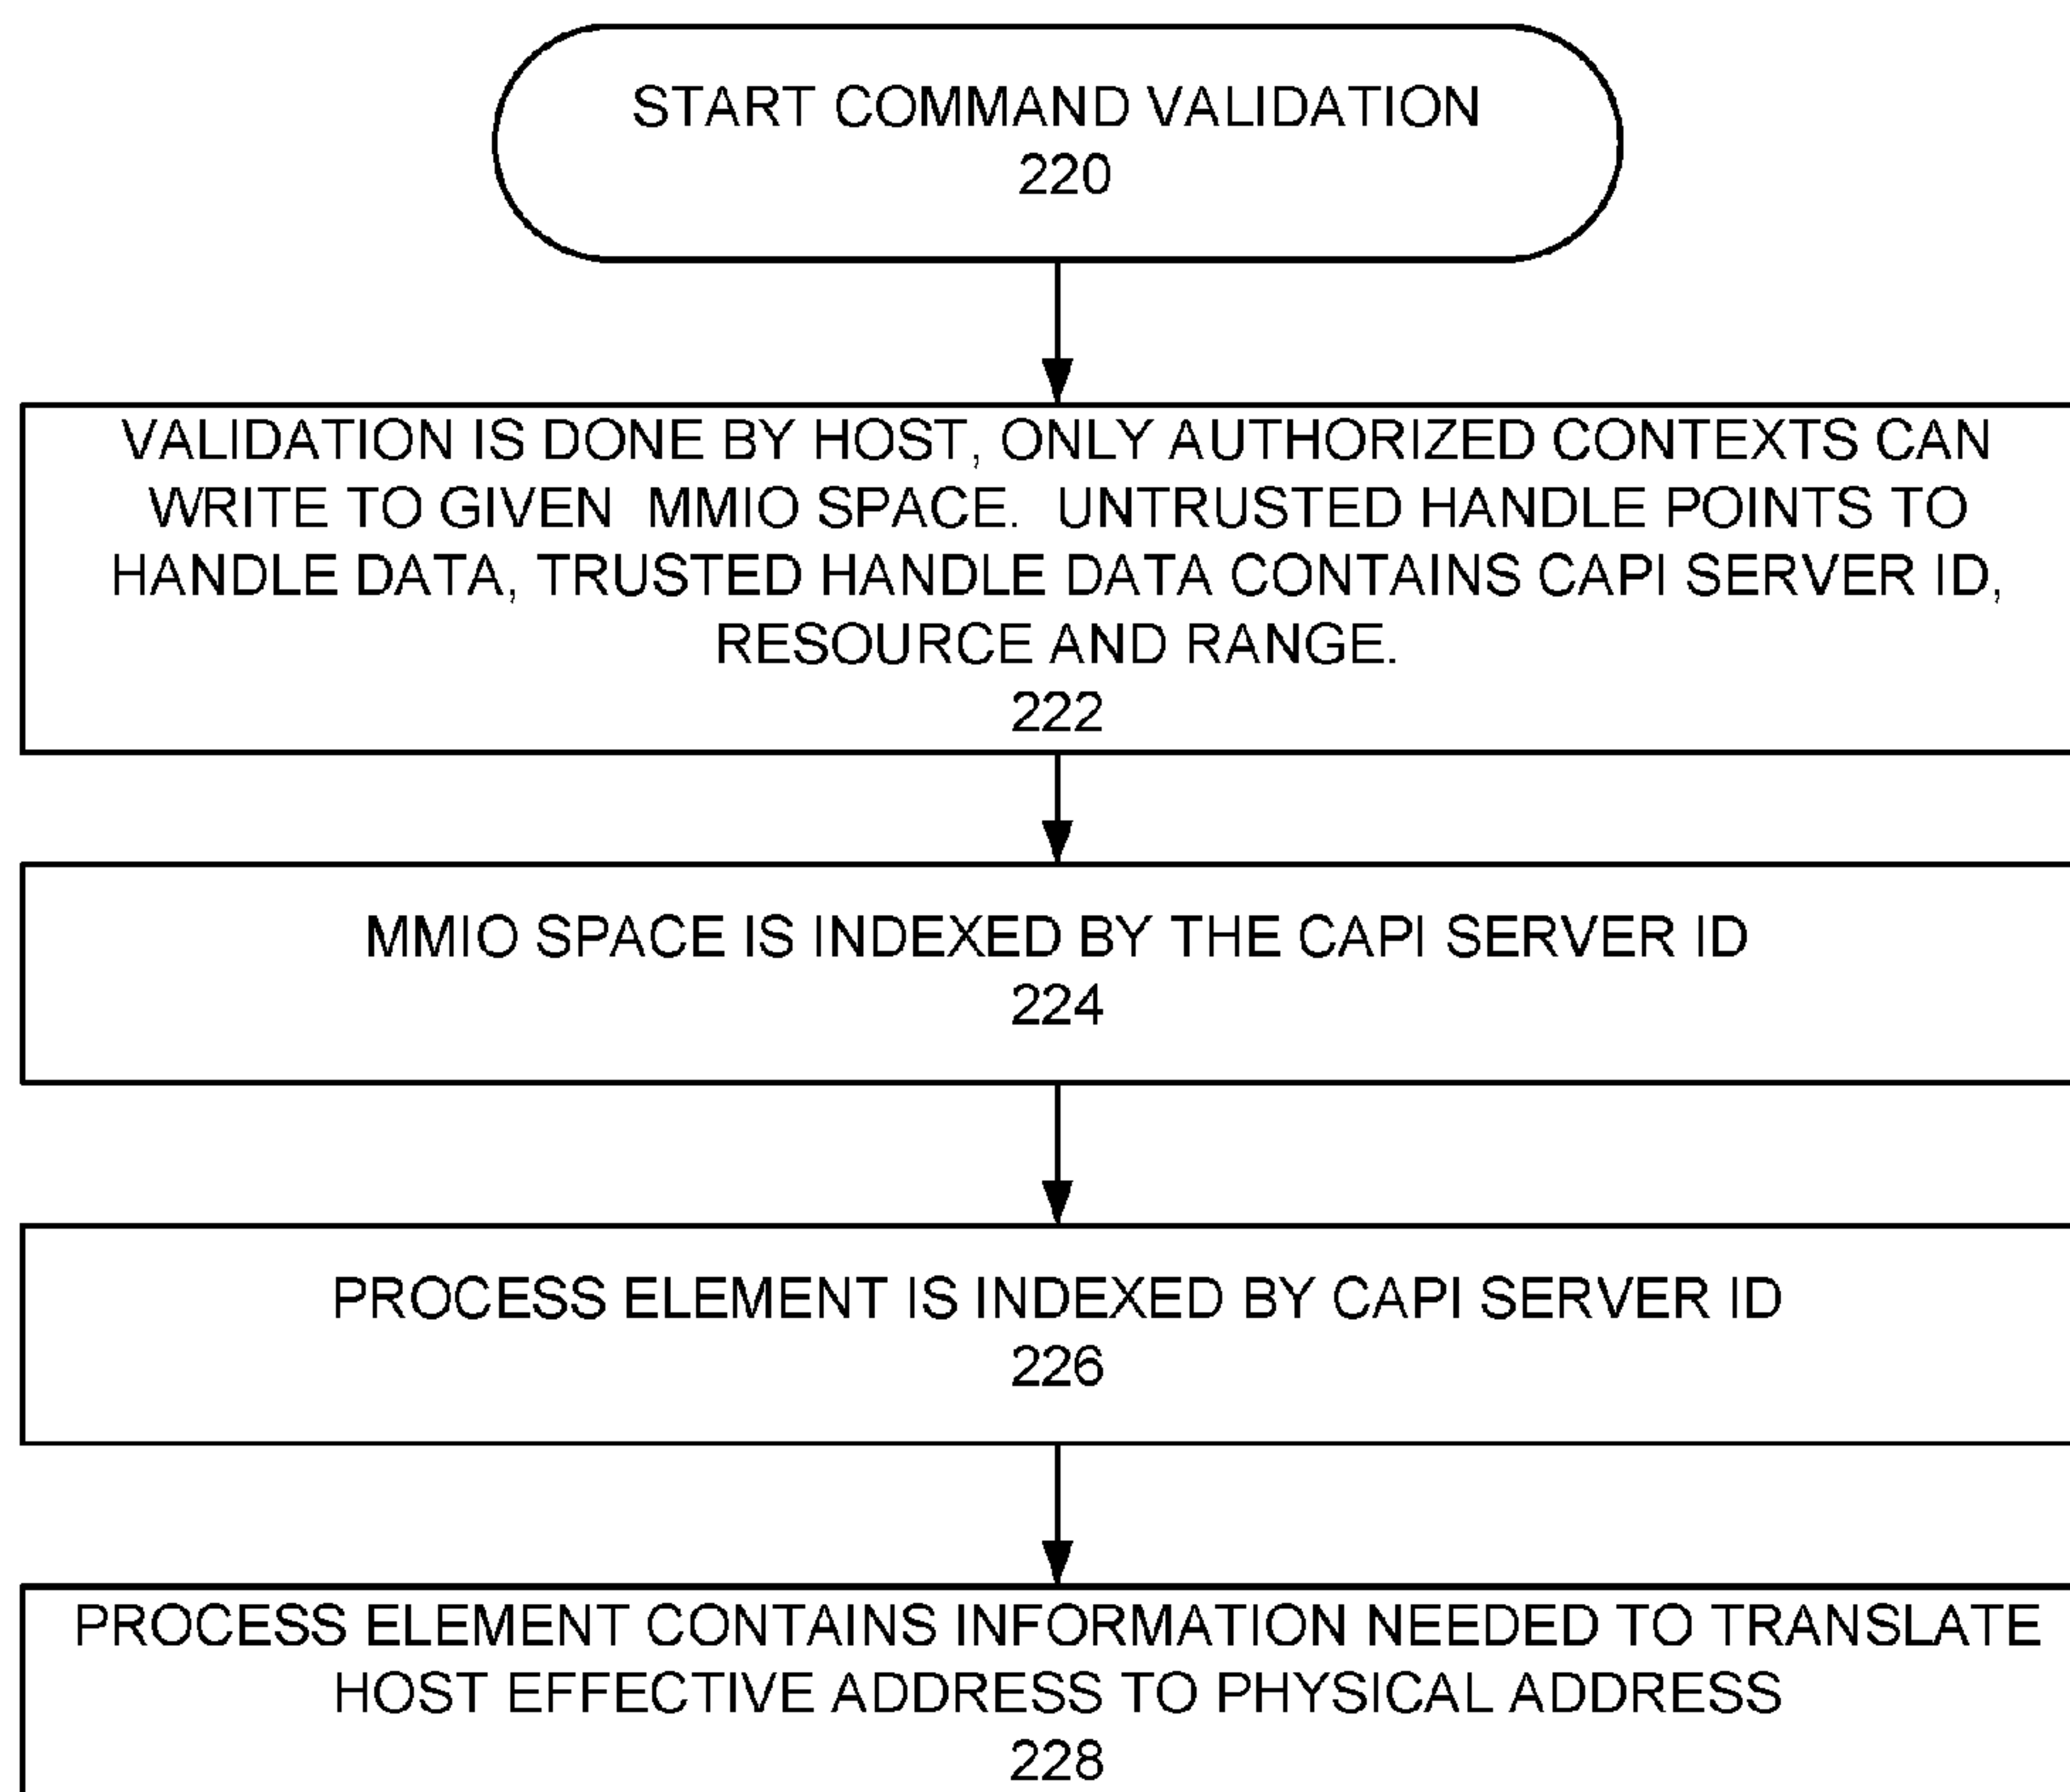 START COMMAND VALIDATION
220
VALIDATION IS DONE BY HOST, ONLY AUTHORIZED CONTEXTS CAN
WRITE TO GIVEN MMIO SPACE. UNTRUSTED HANDLE POINTS TO
HANDLE DATA, TRUSTED HANDLE DATA CONTAINS CAPI SERVER ID,
RESOURCE AND RANGE.
222
MMIO SPACE IS INDEXED BY THE CAPI SERVER ID
224
PROCESS ELEMENT IS INDEXED BY CAPI SERVER ID
226
PROCESS ELEMENT CONTAINS INFORMATION NEEDED TO TRANSLATE
HOST EFFECTIVE ADDRESS TO PHYSICAL ADDRESS
228